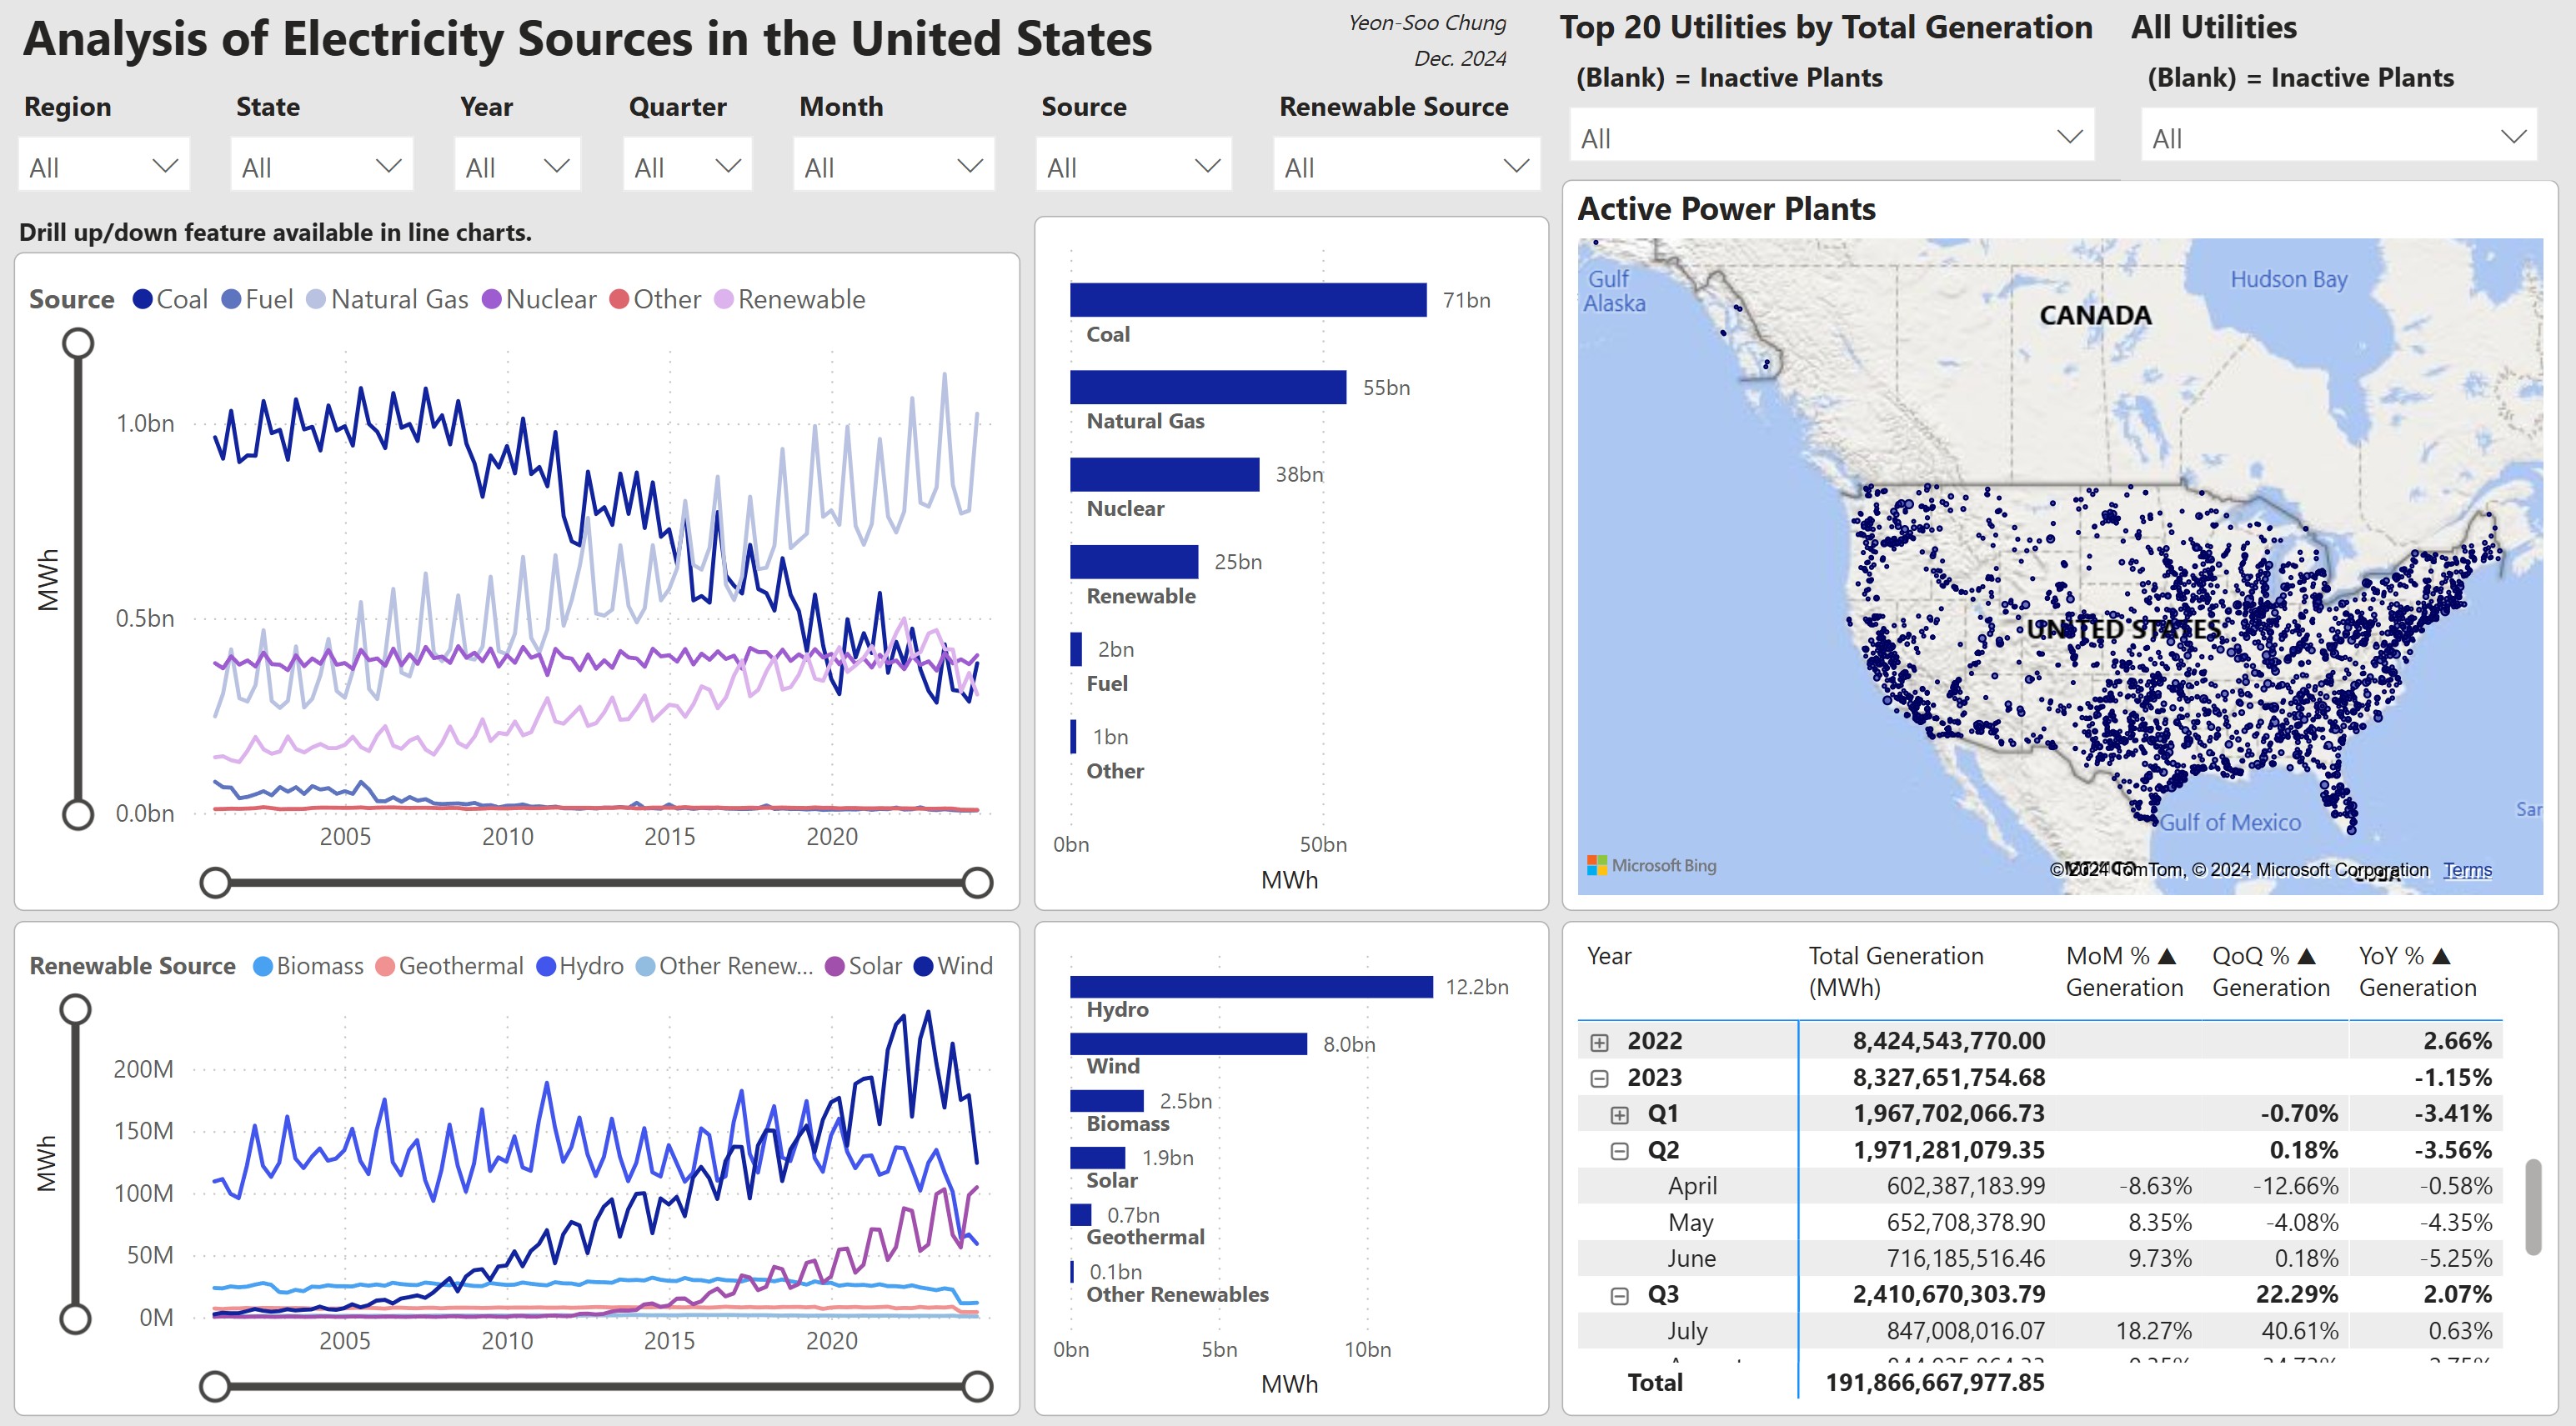 Analysis of Electricity Sources in the United States
Yeon-Soo Chung
Dec. 2024
Top 20 Utilities by Total Generation
(Blank) = Inactive Plants
All
All Utilities
(Blank) = Inactive Plants
All
Region
All
State
All
Year
All
Quarter
All
Month
All
Source
All
Renewable Source
All
Drill up/down feature available in line charts.
Source Coal Fuel Natural Gas Nuclear Other Renewable
MWh
1.0bn
0.5bn
0.0bn
2005 2010 2015 2020
71bn
Coal
55bn
Natural Gas
38bn
Nuclear
25bn
Renewable
2bn
Fuel
1bn
Other
0bn 50bn
MWh
Active Power Plants
Gulf
Alaska
Hudson Bay
CANADA
UNITED STATES
Gulf of Mexico
San
Microsoft Bing
© 2024 TomTom, © 2024 Microsoft Corporation Terms
Renewable Source Biomass Geothermal Hydro Other Renew... Solar Wind
MWh
200M
150M
100M
50M
0M
2005 2010 2015 2020
12.2bn
Hydro
8.0bn
Wind
2.5bn
Biomass
1.9bn
Solar
0.7bn
Geothermal
0.1bn
Other Renewables
0bn 5bn 10bn
MWh
Year Total Generation (MWh) MoM % ▲ Generation QoQ % ▲ Generation YoY % ▲ Generation
2022 8,424,543,770.00 2.66%
2023 8,327,651,754.68 -1.15%
Q1 1,967,702,066.73 -0.70% -3.41%
Q2 1,971,281,079.35 0.18% -3.56%
April 602,387,183.99 -8.63% -12.66% -0.58%
May 652,708,378.90 8.35% -4.08% -4.35%
June 716,185,516.46 9.73% 0.18% -5.25%
Q3 2,410,670,303.79 22.29% 2.07%
July 847,008,016.07 18.27% 40.61% 0.63%
Total 191,866,667,977.85